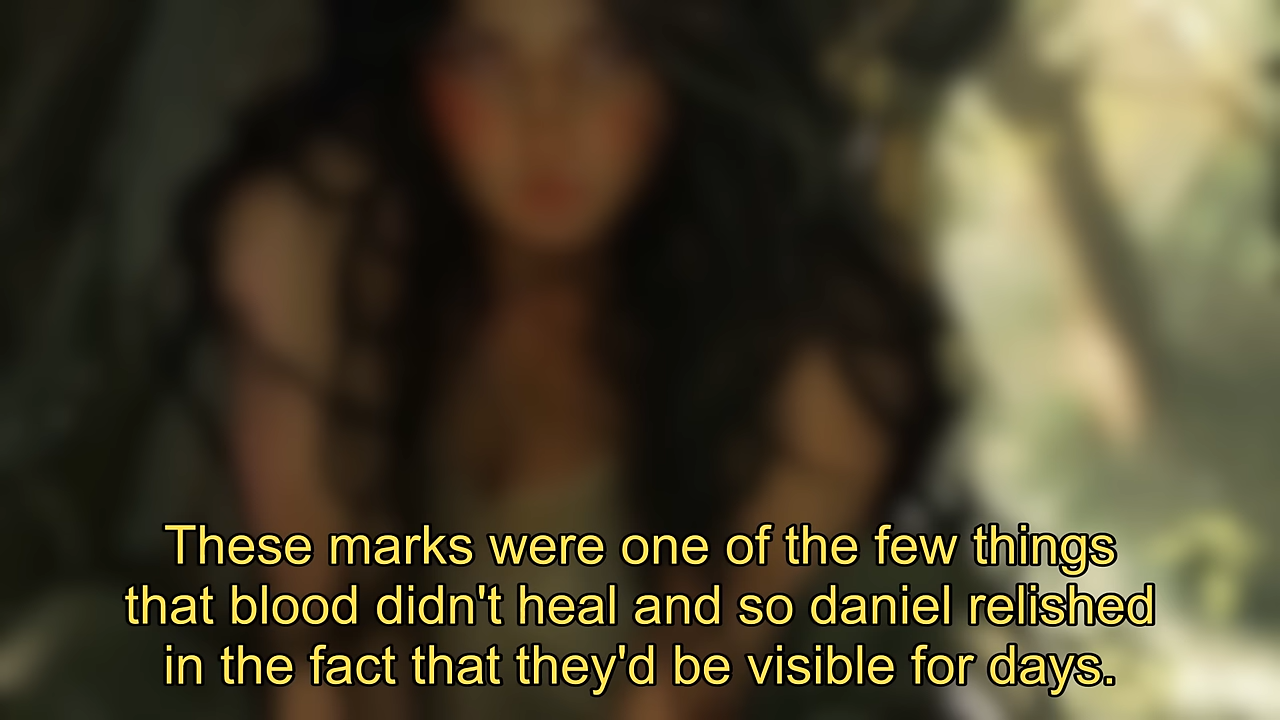 These marks were one of the few things
that blood didn't heal and so daniel relished
in the fact that they'd be visible for days.